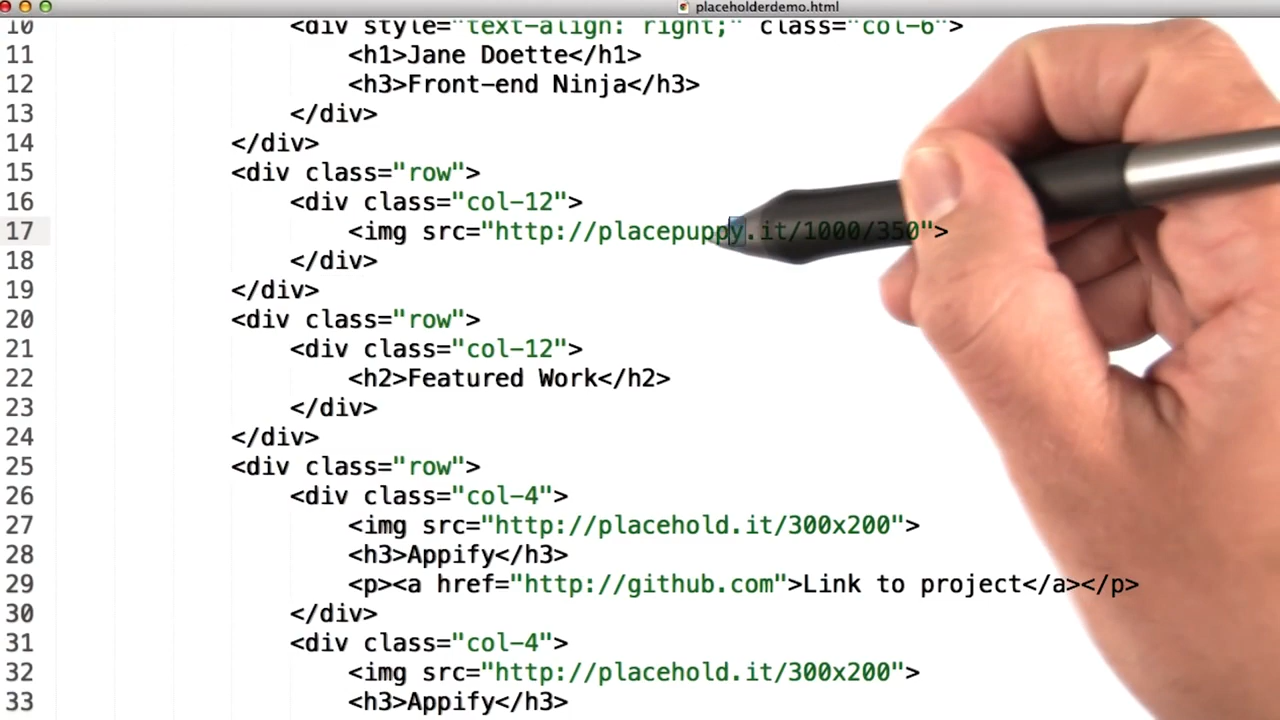 placeholderdemo.html
10 <div style="text-align: right;" class="col-6">
11 <h1>Jane Doette</h1>
12 <h3>Front-end Ninja</h3>
13 </div>
14 </div>
15 <div class="row">
16 <div class="col-12">
17 <img src="http://placepuppy.it/1000/350">
18 </div>
19 </div>
20 <div class="row">
21 <div class="col-12">
22 <h2>Featured Work</h2>
23 </div>
24 </div>
25 <div class="row">
26 <div class="col-4">
27 <img src="http://placehold.it/300x200">
28 <h3>Appify</h3>
29 <p><a href="http://github.com">Link to project</a></p>
30 </div>
31 <div class="col-4">
32 <img src="http://placehold.it/300x200">
33 <h3>Appify</h3>